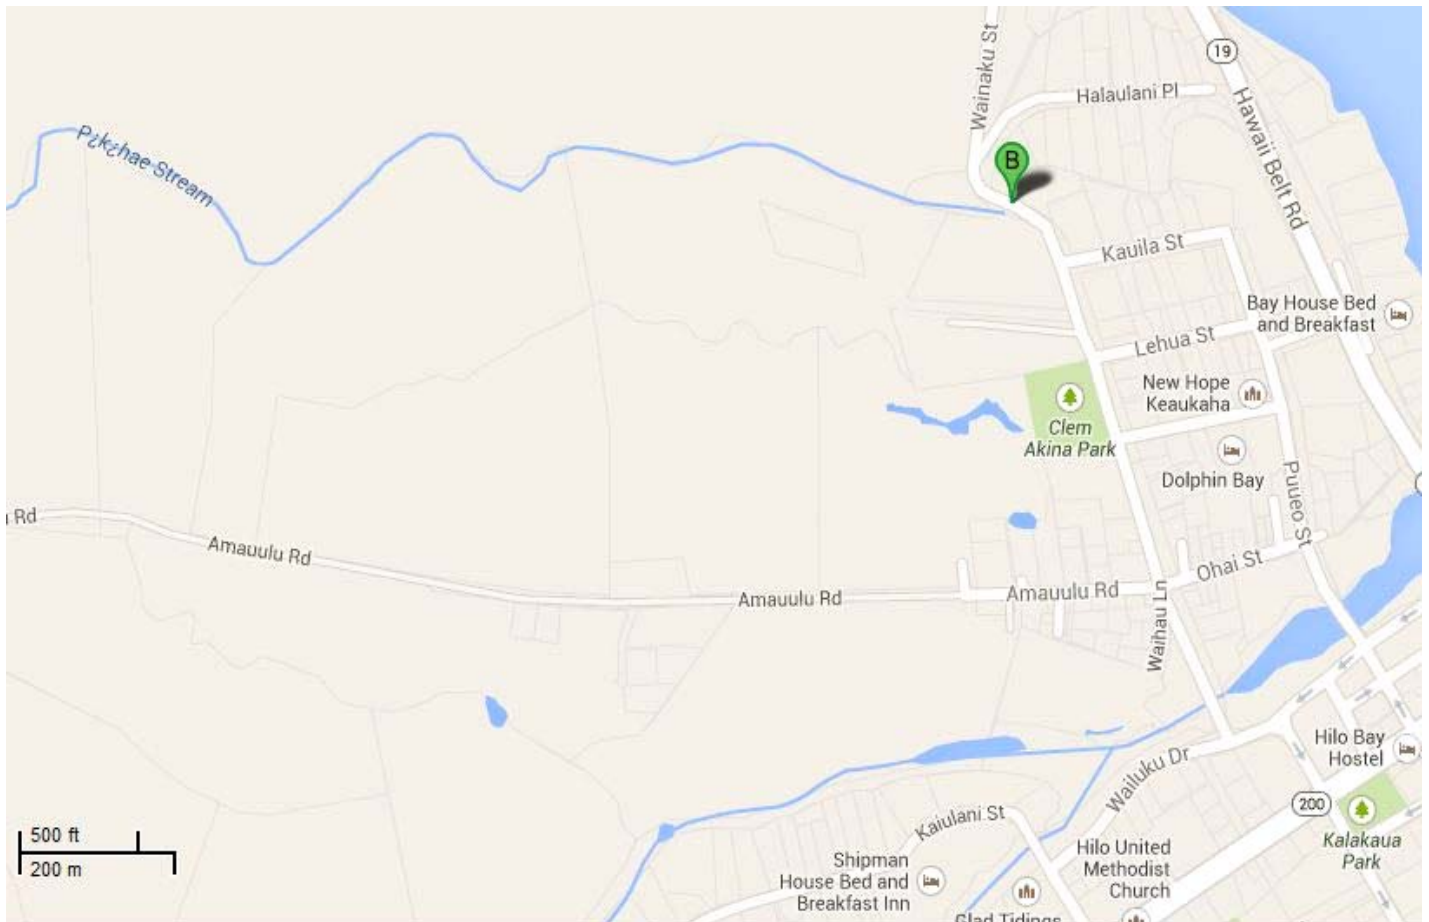 Wainaku St
19
Halaulani Pl
Hawaii Belt Rd
B
P¿k¿hae Stream
Kauila St
Bay House Bed
and Breakfast
Lehua St
New Hope
Keaukaha
Clem
Akina Park
Dolphin Bay
Puueo St
Rd
Amauulu Rd
Ohai St
Amauulu Rd
Amauulu Rd
Waihau Ln
Hilo Bay
Hostel
Wailuku Dr
200
Kaiulani St
500 ft
200 m
Kalakaua
Park
Hilo United
Methodist
Church
Shipman
House Bed and
Breakfast Inn
Glad Tidings